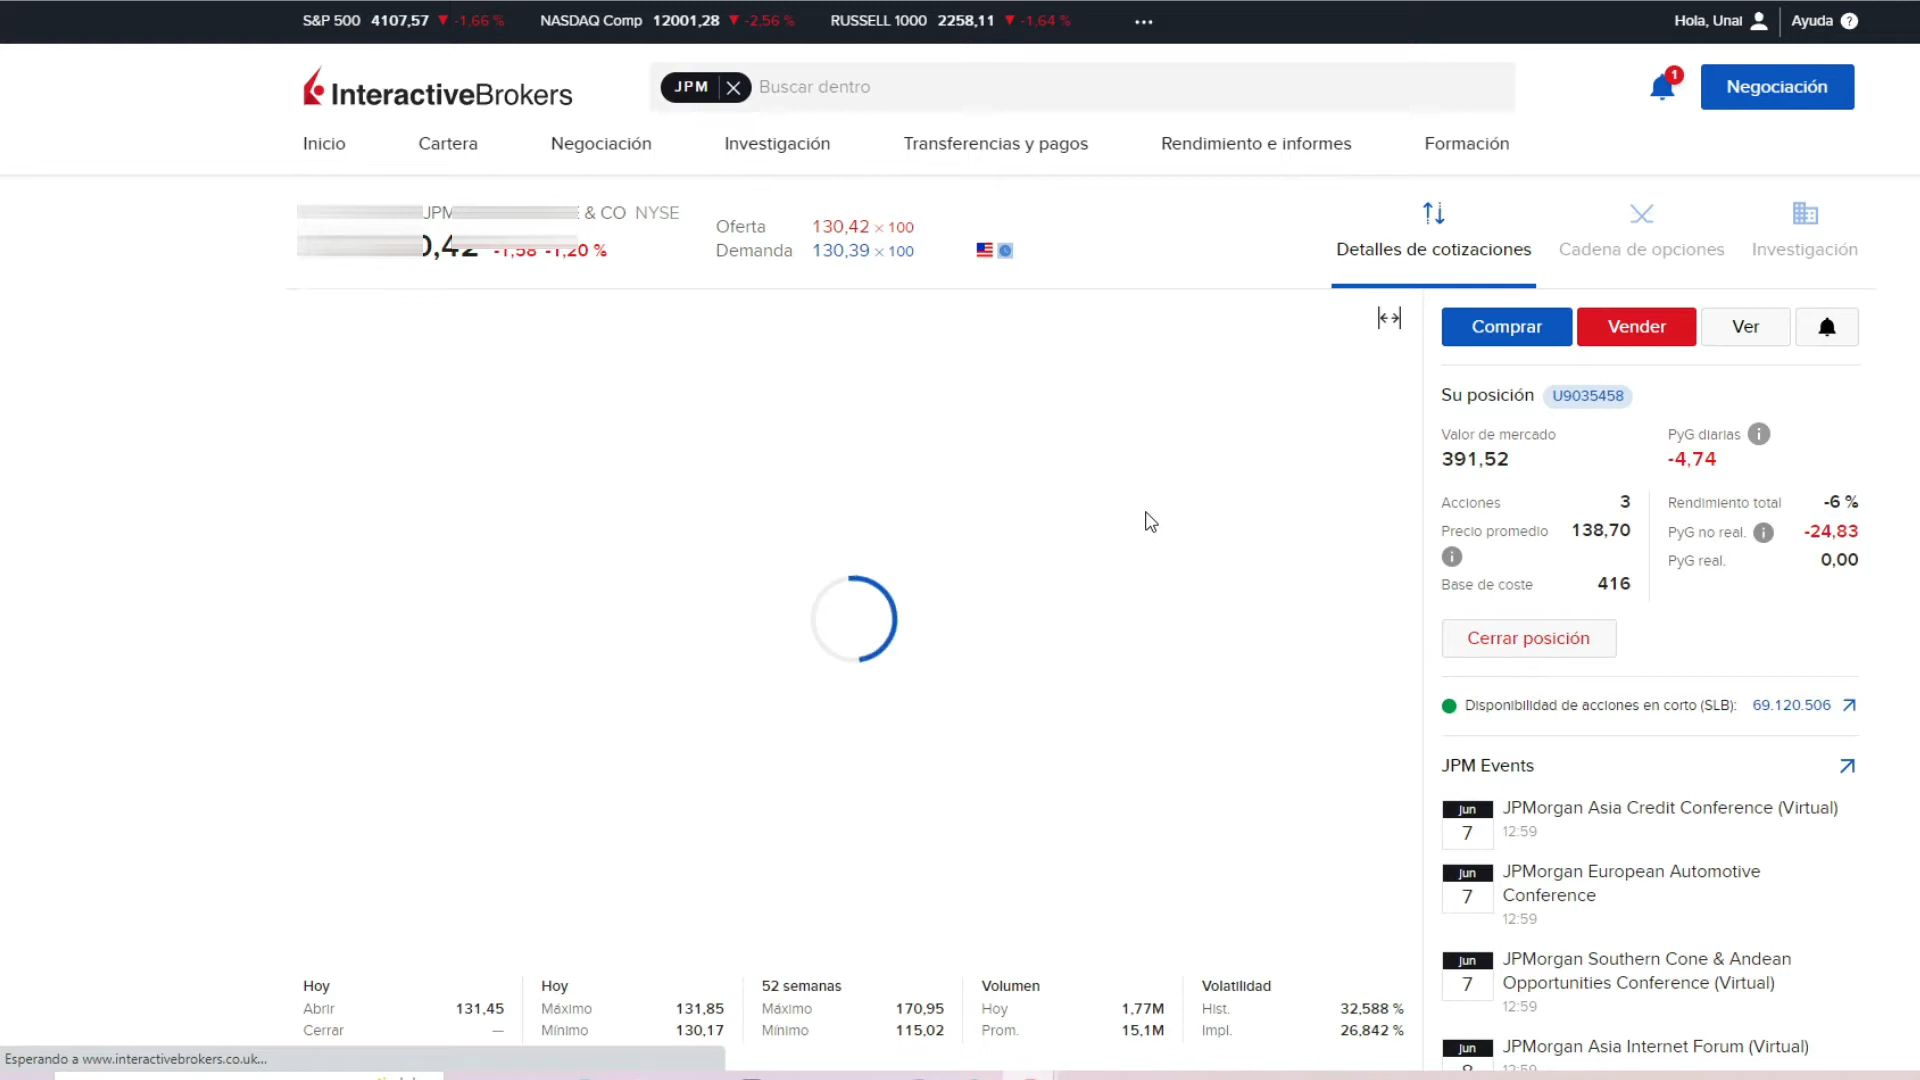 S&P 500 4107,57 -1,66 % NASDAQ Comp 12001,28 -2,56 % RUSSELL 1000 2258,11 -1,64 % ••• Hola, Unal Ayuda ?
InteractiveBrokers JPM Buscar dentro 1 Negociación
Inicio Cartera Negociación Investigación Transferencias y pagos Rendimiento e informes Formación
JPM & CO NYSE
0,42 -1,58 -1,20 %
Oferta 130,42 × 100
Demanda 130,39 × 100
Detalles de cotizaciones Cadena de opciones Investigación
Comprar Vender Ver
Su posición U9035458
Valor de mercado PyG diarias i
391,52 -4,74
Acciones 3 Rendimiento total -6 %
Precio promedio 138,70 PyG no real. i -24,83
i PyG real. 0,00
Base de coste 416
Cerrar posición
Disponibilidad de acciones en corto (SLB): 69.120.506
JPM Events
Jun 7 JPMorgan Asia Credit Conference (Virtual)
12:59
Jun 7 JPMorgan European Automotive
Conference
12:59
Jun 7 JPMorgan Southern Cone & Andean
Opportunities Conference (Virtual)
12:59
Jun JPMorgan Asia Internet Forum (Virtual)
Hoy Hoy 52 semanas Volumen Volatilidad
Abrir 131,45 Máximo 131,85 Máximo 170,95 Hoy 1,77M Hist. 32,588 %
Cerrar — Mínimo 130,17 Mínimo 115,02 Prom. 15,1M Impl. 26,842 %
Esperando a www.interactivebrokers.co.uk...